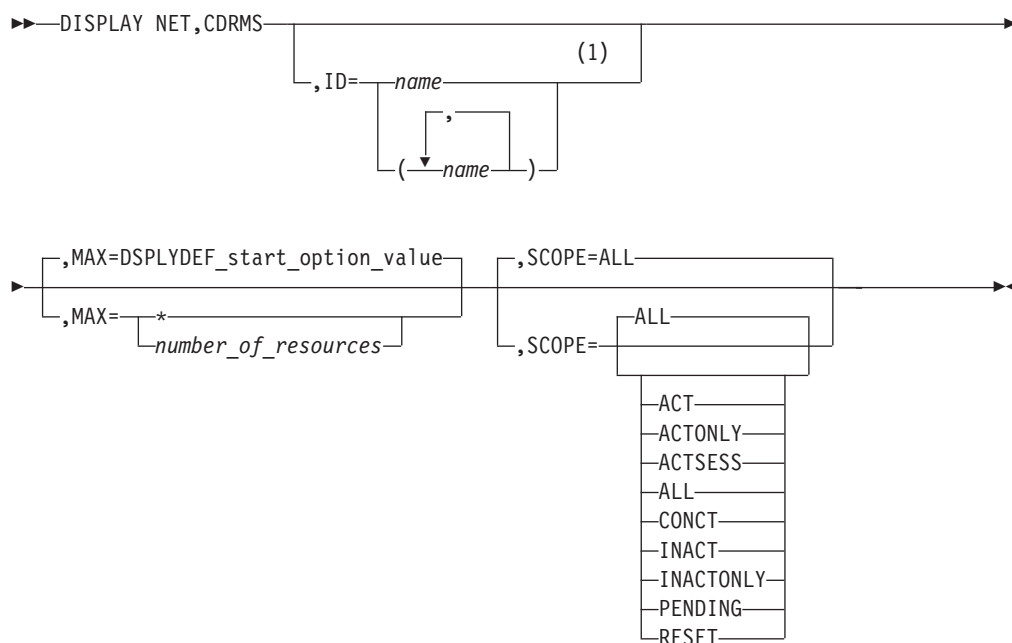 DISPLAY NET,CDRMS
(1)
,ID= name
,
( name )
,MAX=DSPLYDEF_start_option_value
,SCOPE=ALL
,MAX= *
number_of_resources
ALL
,SCOPE=
ACT
ACTONLY
ACTSESS
ALL
CONCT
INACT
INACTONLY
PENDING
RESET